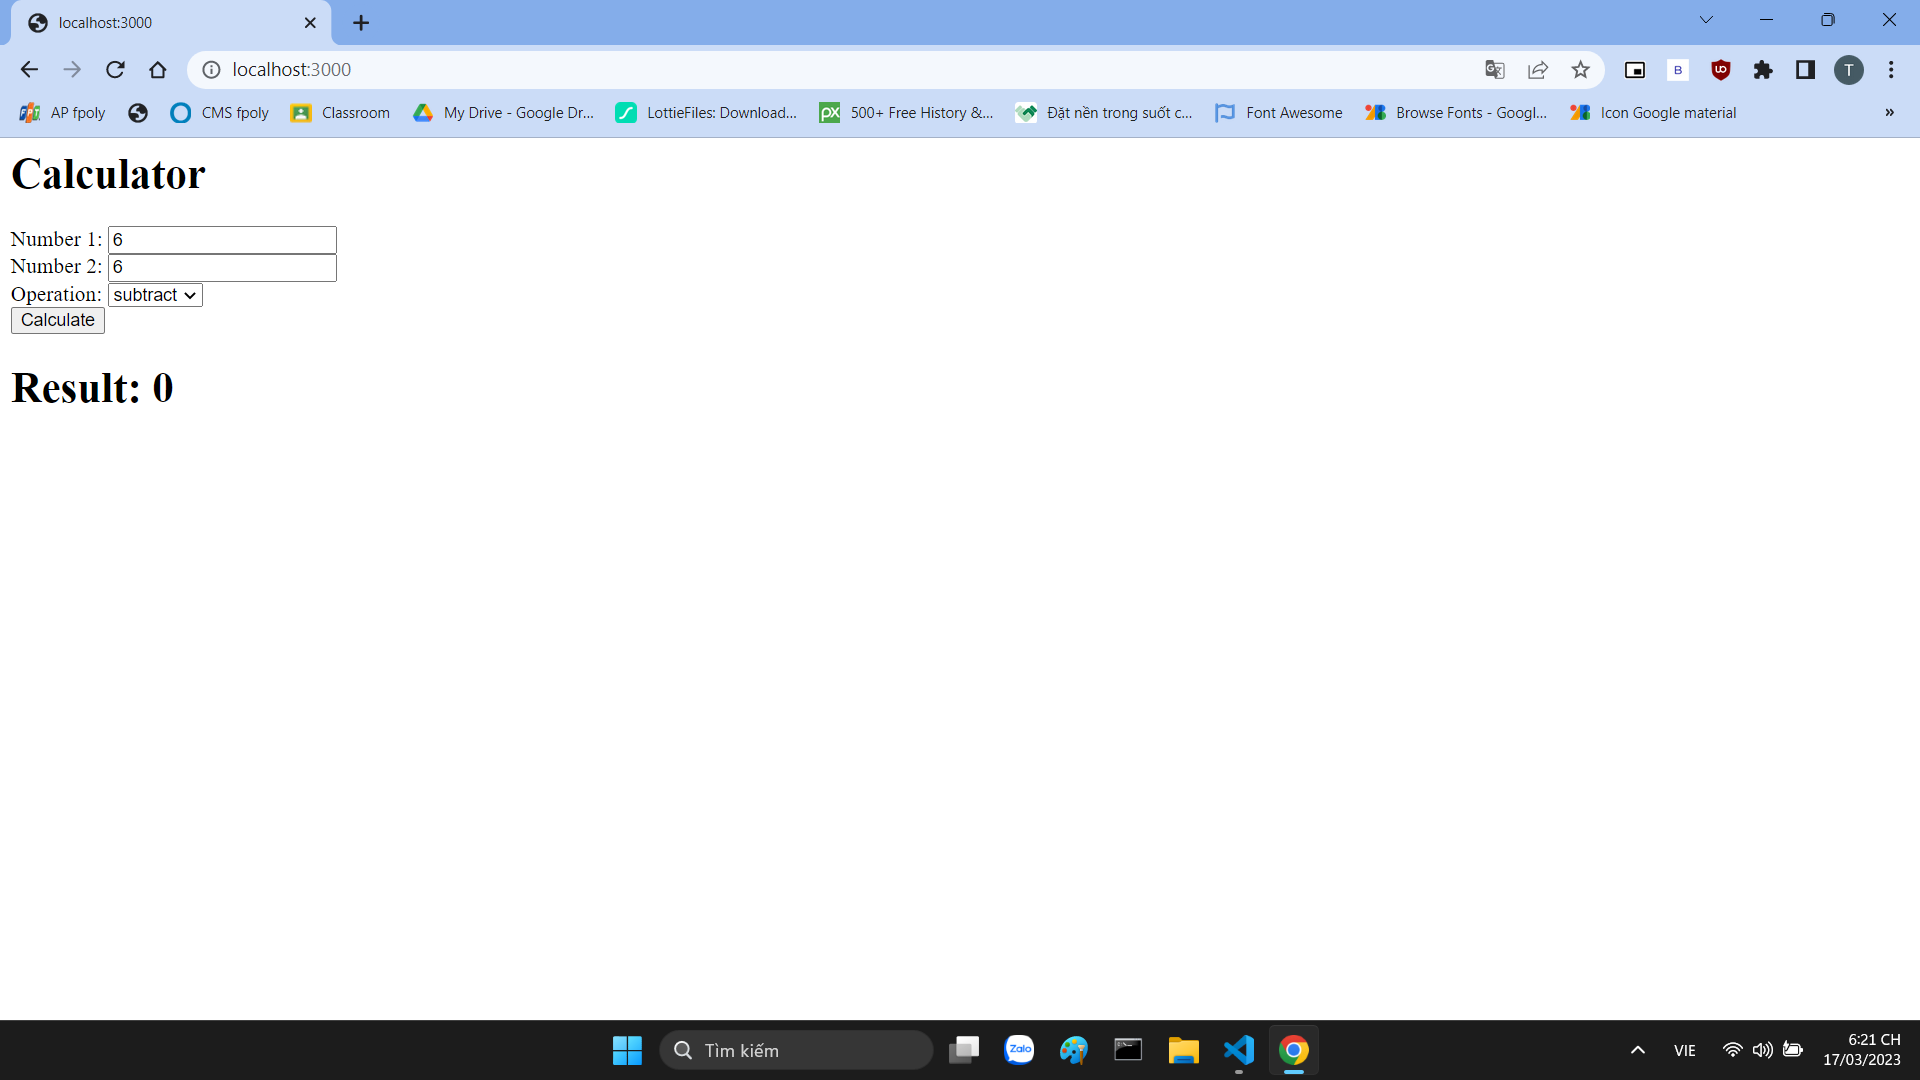 localhost:3000
localhost:3000
B
T
AP fpoly
CMS fpoly
Classroom
My Drive - Google Dr...
LottieFiles: Download...
px
500+ Free History &...
Đặt nền trong suốt c...
Font Awesome
Browse Fonts - Googl...
Icon Google material
»
Calculator
Number 1: 6
Number 2: 6
Operation: subtract
Calculate
Result: 0
Tìm kiếm
Zalo
VIE
6:21 CH
17/03/2023